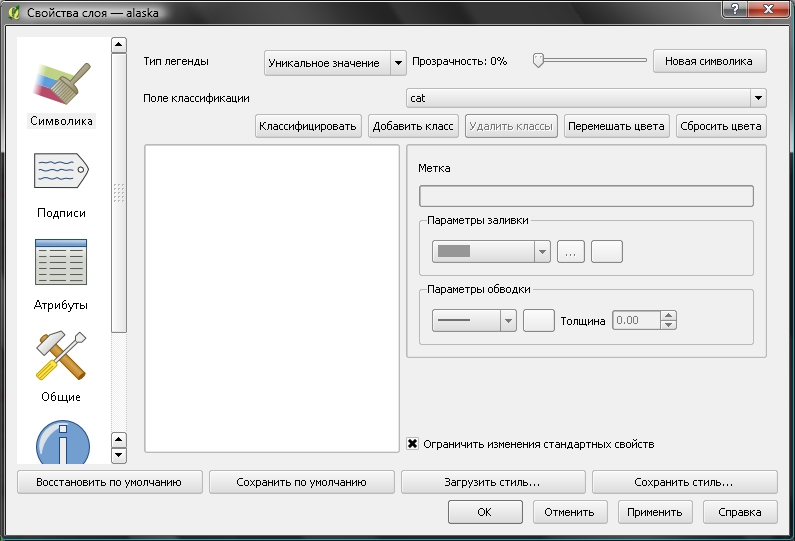 Свойства слоя — alaska
Символика
Подписи
Атрибуты
Общие
Тип легенды Уникальное значение Прозрачность: 0% Новая символика
Поле классификации cat
Классифицировать Добавить класс Удалить классы Перемешать цвета Сбросить цвета
Метка
Параметры заливки
...
Параметры обводки
Толщина 0.00
Ограничить изменения стандартных свойств
Восстановить по умолчанию Сохранить по умолчанию Загрузить стиль... Сохранить стиль...
OK Отменить Применить Справка